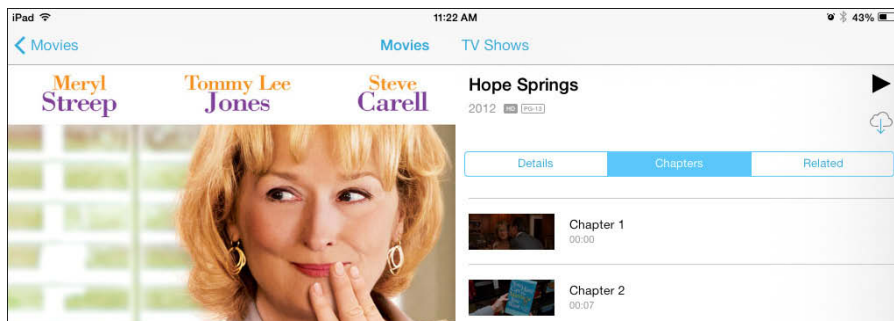 iPad 11:22 AM 43%
Movies Movies TV Shows
Meryl Streep
Tommy Lee Jones
Steve Carell
Hope Springs
2012 HD PG-13
Details Chapters Related
Chapter 1
00:00
Chapter 2
00:07